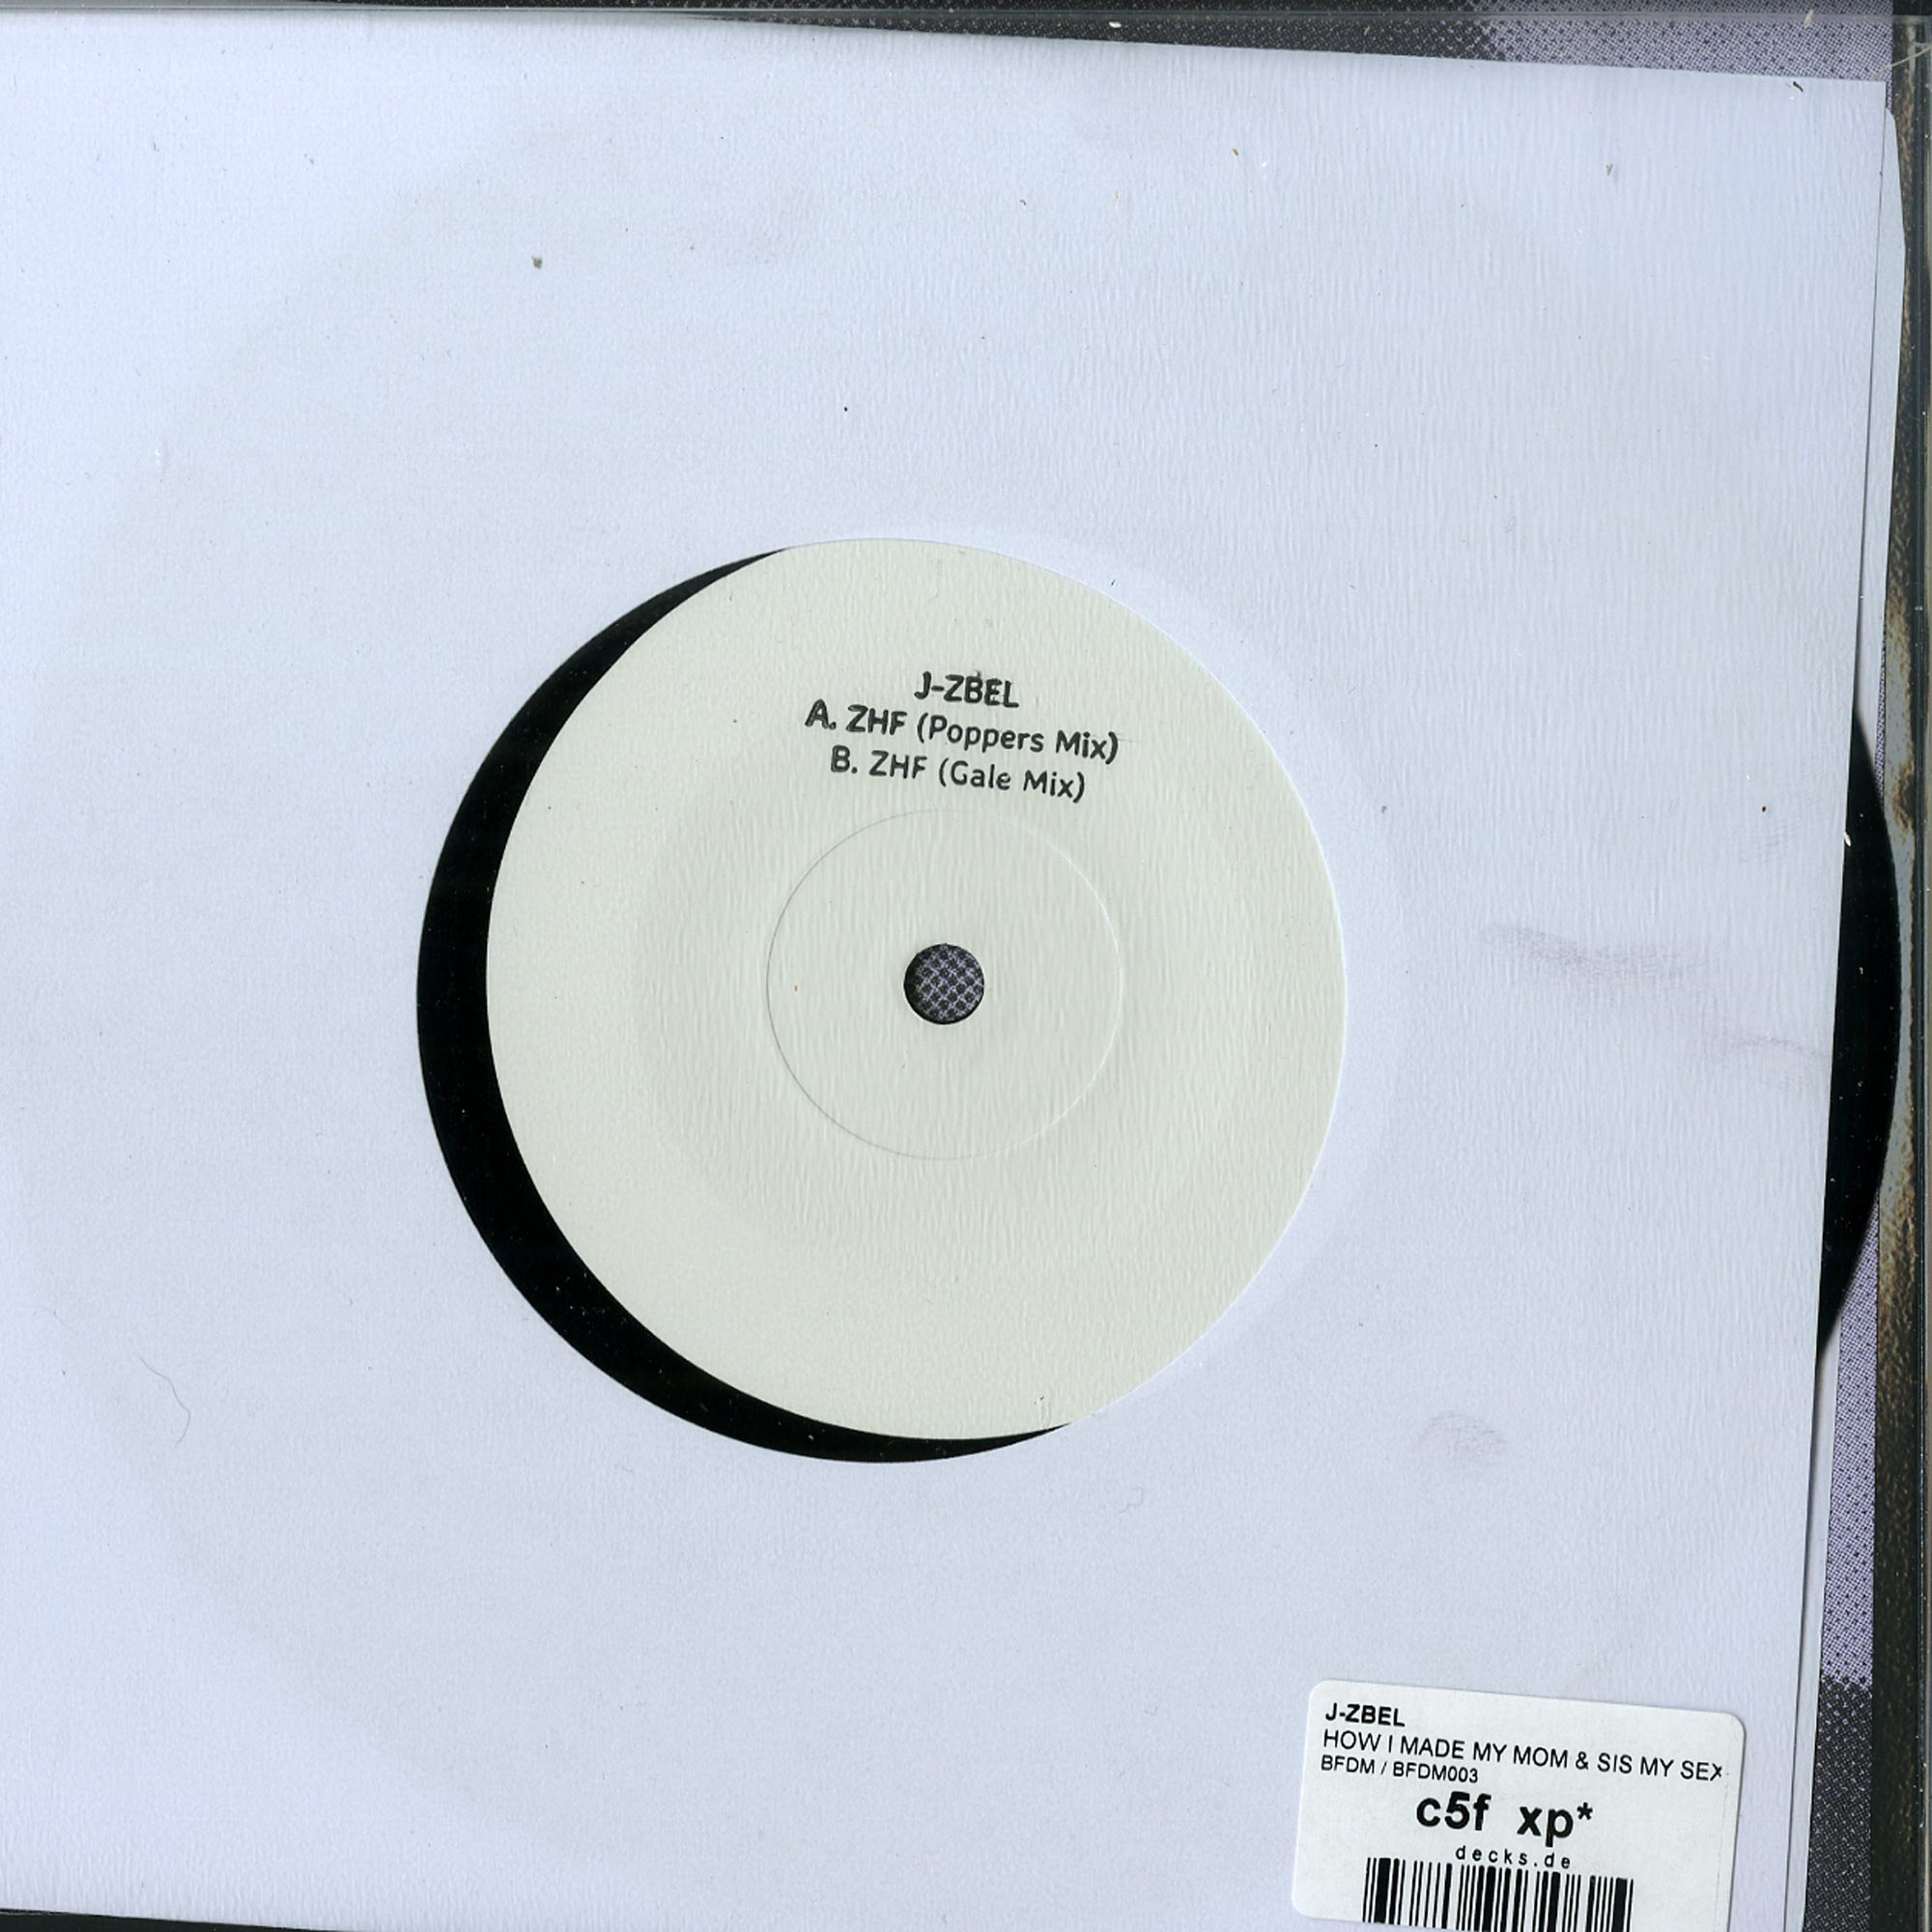 J-ZBEL
A. ZHF (Poppers Mix)
B. ZHF (Gale Mix)
J-ZBEL
HOW I MADE MY MOM & SIS MY SEX
BFDM / BFDM003
c5f xp*
decks.de